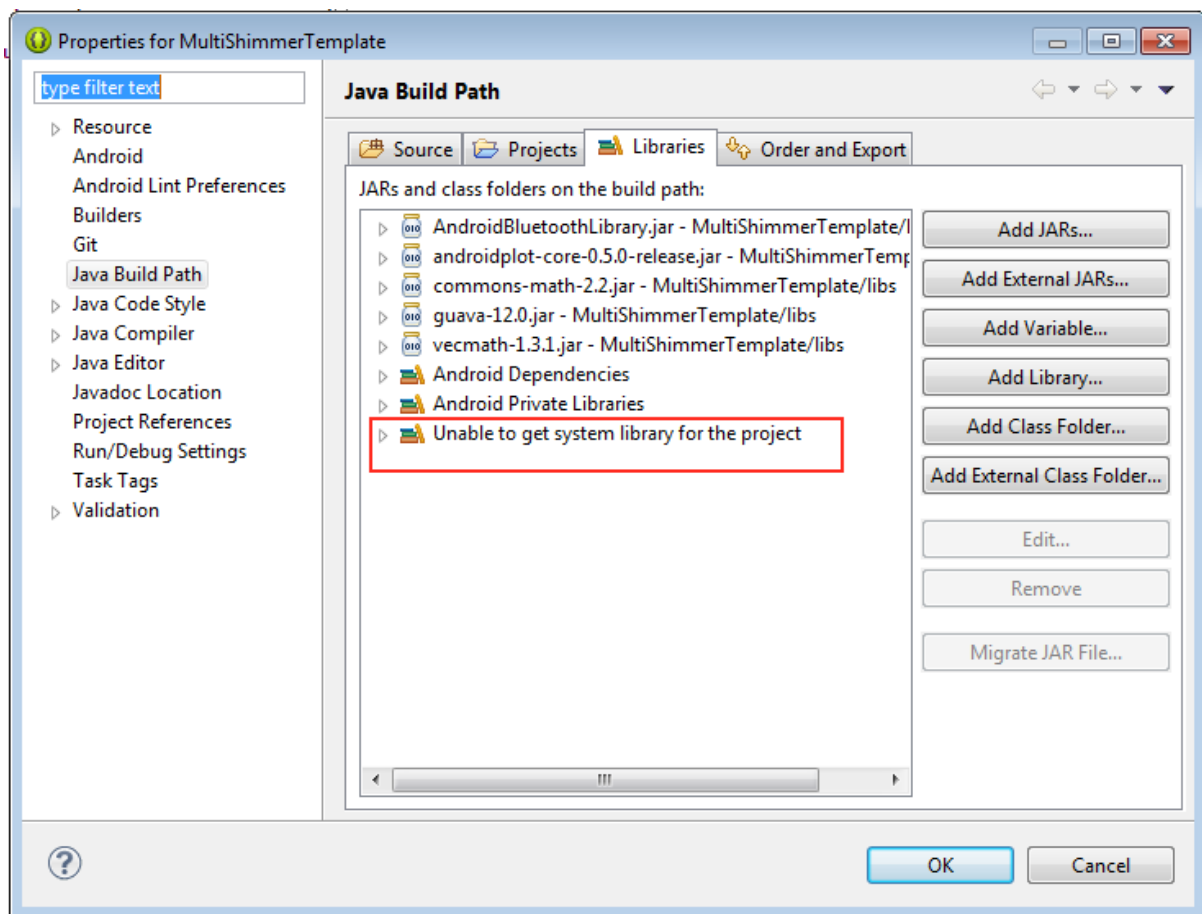 Properties for MultiShimmerTemplate
type filter text
Resource
Android
Android Lint Preferences
Builders
Git
Java Build Path
Java Code Style
Java Compiler
Java Editor
Javadoc Location
Project References
Run/Debug Settings
Task Tags
Validation
Java Build Path
Source Projects Libraries Order and Export
JARs and class folders on the build path:
AndroidBluetoothLibrary.jar - MultiShimmerTemplate/l
androidplot-core-0.5.0-release.jar - MultiShimmerTemp
commons-math-2.2.jar - MultiShimmerTemplate/libs
guava-12.0.jar - MultiShimmerTemplate/libs
vecmath-1.3.1.jar - MultiShimmerTemplate/libs
Android Dependencies
Android Private Libraries
Unable to get system library for the project
Add JARs...
Add External JARs...
Add Variable...
Add Library...
Add Class Folder...
Add External Class Folder...
Edit...
Remove
Migrate JAR File...
OK Cancel